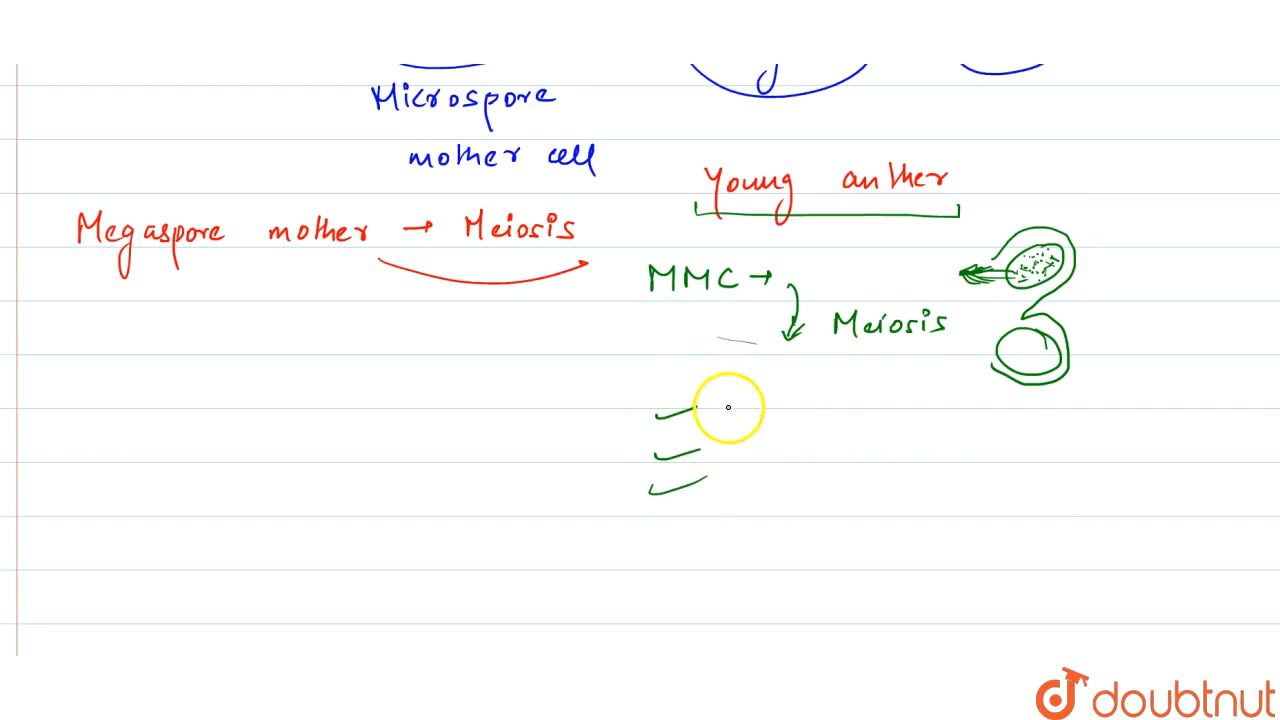 Microspore
mother cell
Young anther
Megaspore mother → Meiosis
MMC →
Meiosis
doubtnut